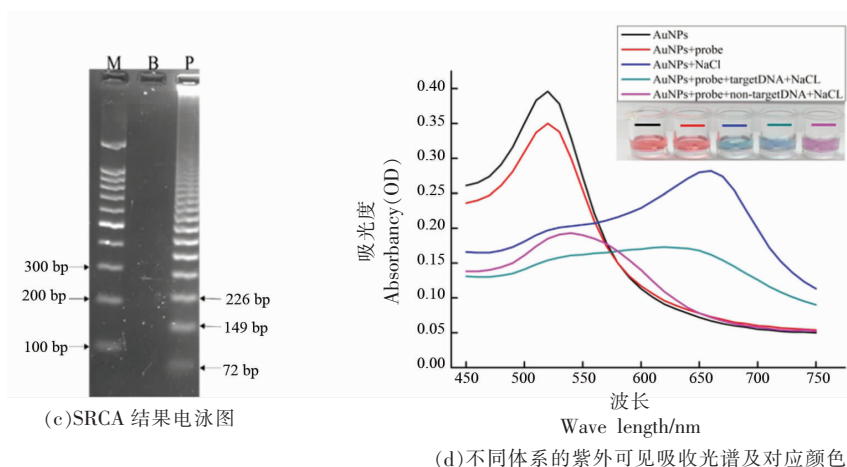 M B P
300 bp
200 bp
100 bp
226 bp
149 bp
72 bp
(c)SRCA 结果电泳图
AuNPs
AuNPs+probe
AuNPs+NaCl
AuNPs+probe+targetDNA+NaCL
AuNPs+probe+non-targetDNA+NaCL
吸光度
Absorbancy(OD)
0.40
0.35
0.30
0.25
0.20
0.15
0.10
0.05
0.00
450 500 550 600 650 700 750
波长
Wave length/nm
(d)不同体系的紫外可见吸收光谱及对应颜色